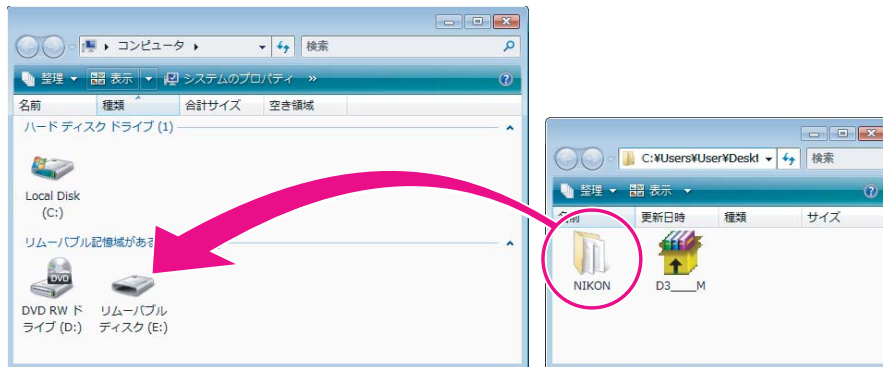 コンピュータ
検索
整理 表示 システムのプロパティ »
名前 種類 合計サイズ 空き領域
ハード ディスク ドライブ (1)
Local Disk
(C:)
リムーバブル記憶域がある
DVD
DVD RW ド
ライブ (D:)
リムーバブル
ディスク (E:)
C:¥Users¥User¥Deskt
検索
整理 表示
名前 更新日時 種類 サイズ
NIKON
D3____M